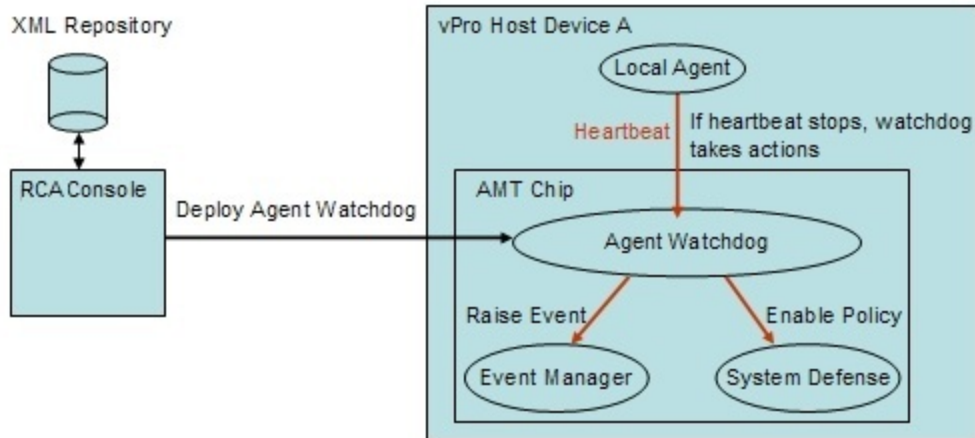 XML Repository
vPro Host Device A
Local Agent
Heartbeat
If heartbeat stops, watchdog
takes actions
RCA Console
Deploy Agent Watchdog
AMT Chip
Agent Watchdog
Raise Event
Enable Policy
Event Manager
System Defense